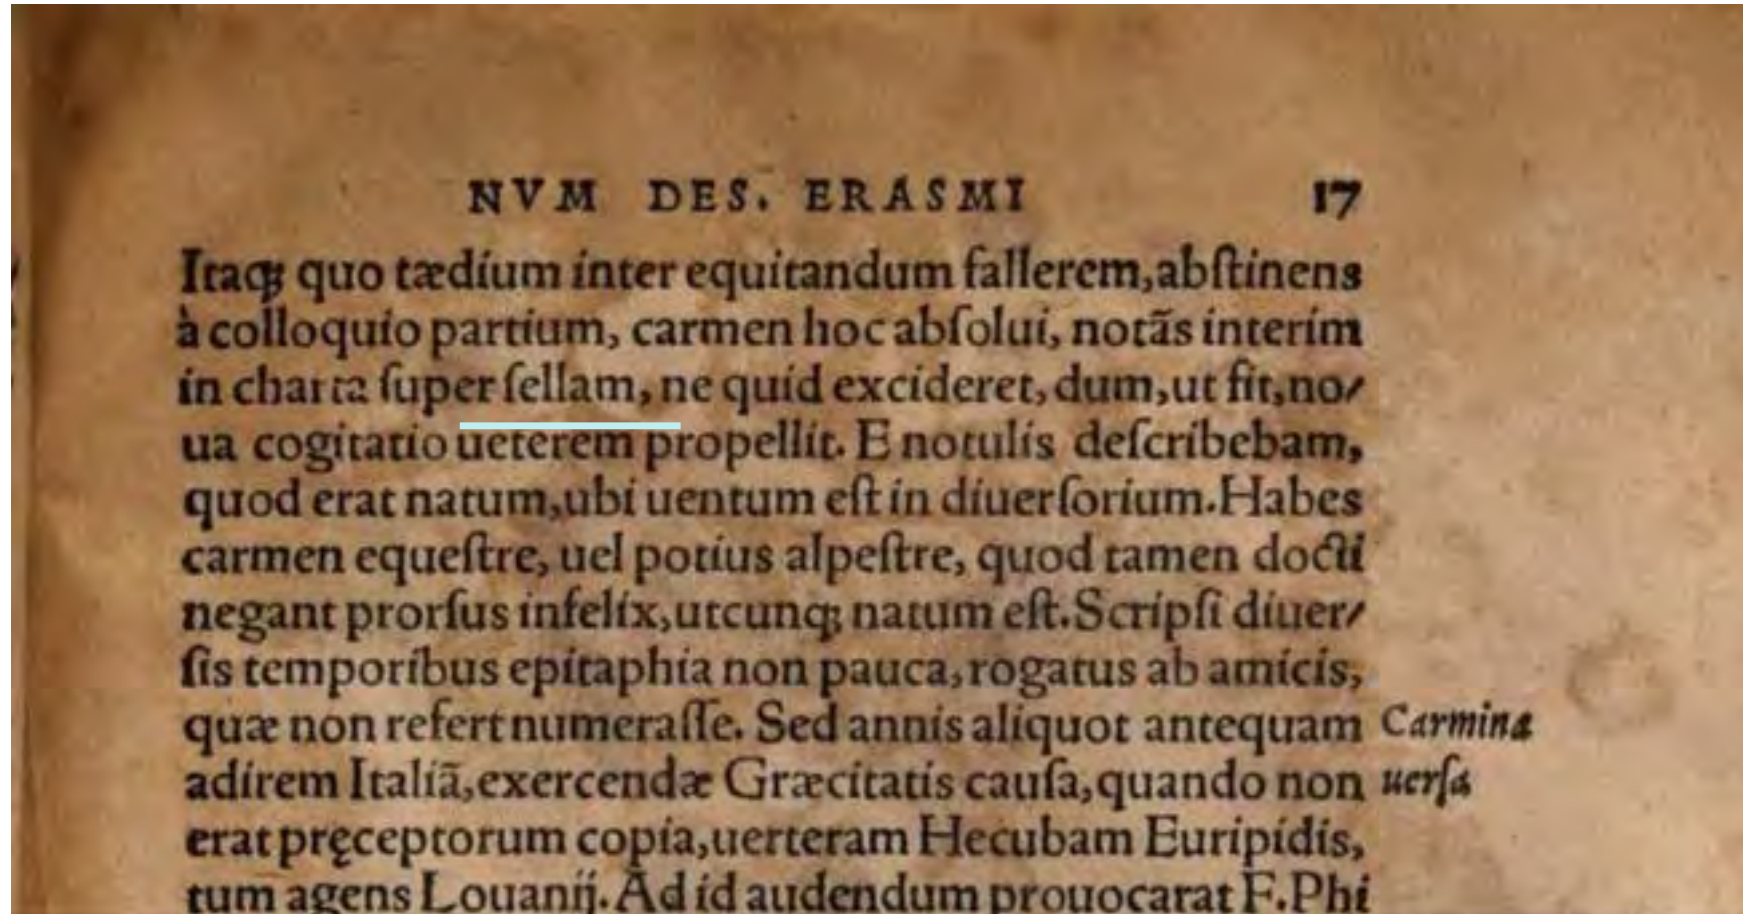 NVM DES. ERASMI 17
Itaqꝫ quo tædium inter equitandum fallerem,abſtinens
à colloquio partium, carmen hoc abſolui, notãs interim
in charta ſuper ſellam, ne quid excideret, dum,ut fit,no/
ua cogitatio ueterem propellit. E notulis deſcribebam,
quod erat natum,ubi uentum eſt in diuerſorium.Habes
carmen equeſtre, uel potius alpeſtre, quod tamen docti
negant prorſus infelix,utcunqꝫ natum eſt.Scripſi diuer/
ſis temporibus epitaphia non pauca,rogatus ab amicis,
quæ non refert numeraſſe. Sed annis aliquot antequam
Carmina
adirem Italiã,exercendæ Græcitatis cauſa,quando non
uerſa
erat pręceptorum copia,uerteram Hecubam Euripidis,
tum agens Louanij. Ad id audendum prouocarat F.Phi